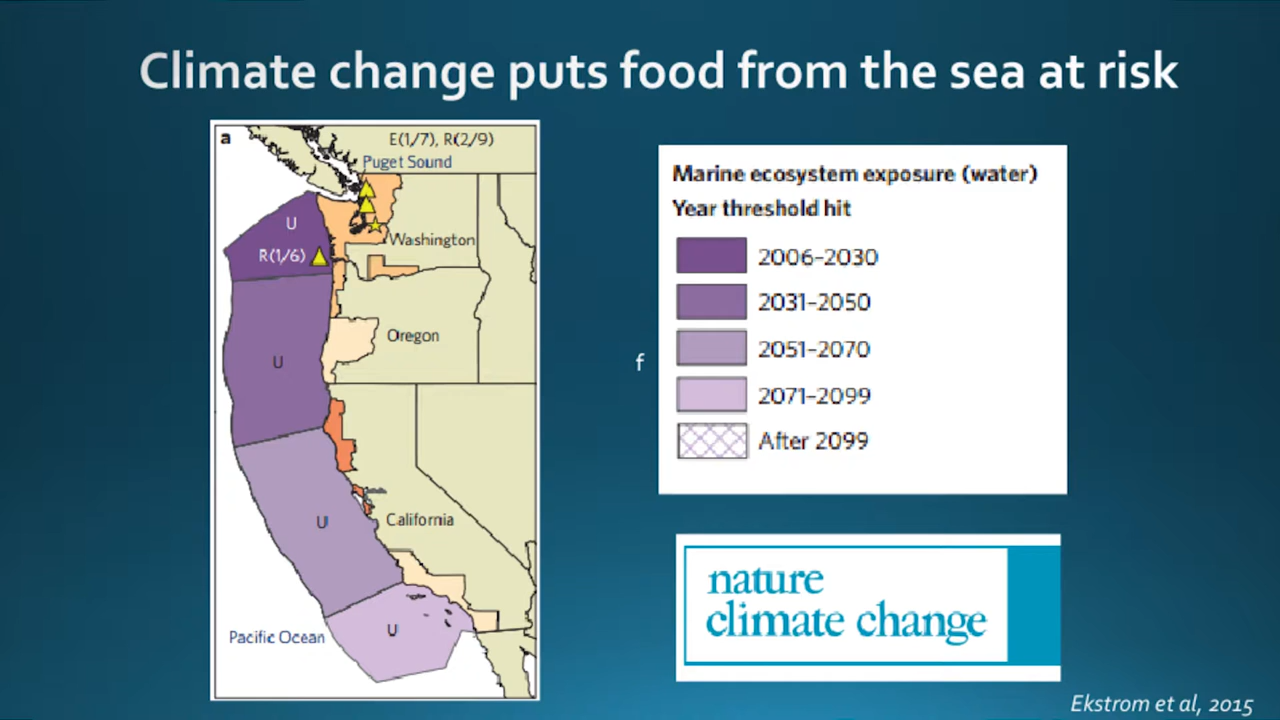 Climate change puts food from the sea at risk
a
E(1/7), R(2/9)
Puget Sound
U
R(1/6)
Washington
U
Oregon
U
California
Pacific Ocean
U
f
Marine ecosystem exposure (water)
Year threshold hit
2006–2030
2031–2050
2051–2070
2071–2099
After 2099
nature
climate change
Ekstrom et al, 2015